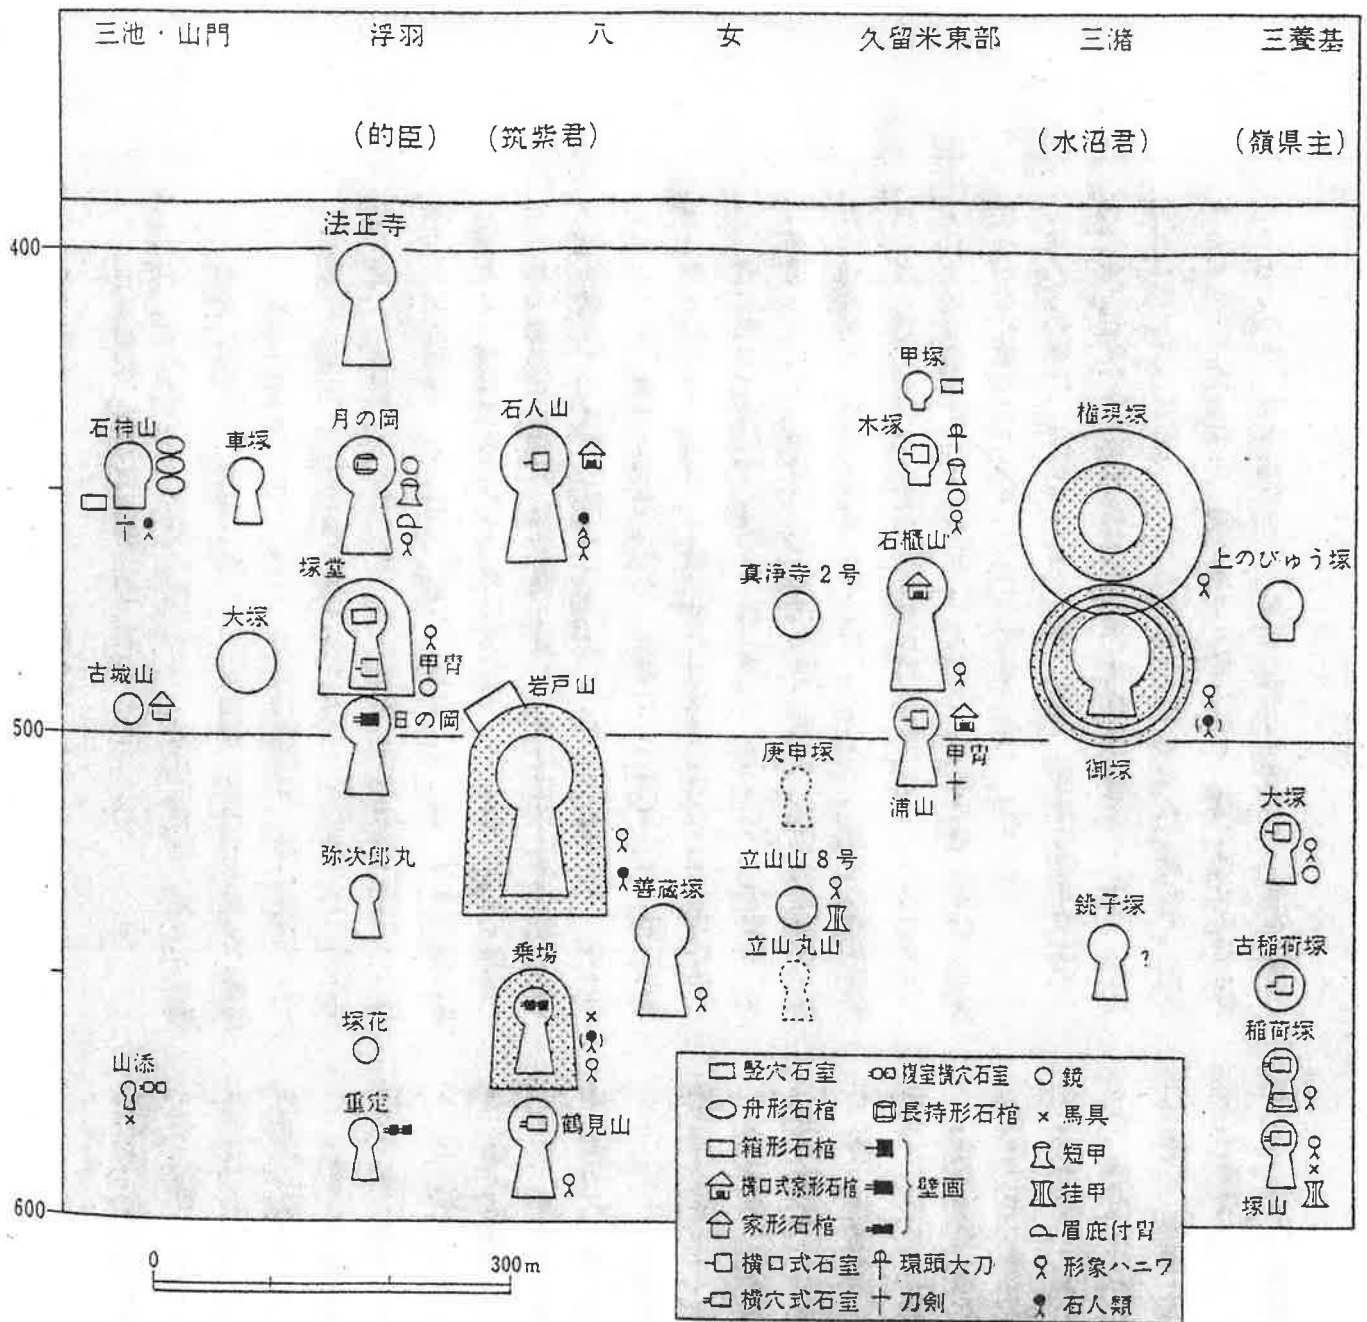 三池・山門 浮羽 八 女 久留米東部 三潴 三養基
(的臣) (筑紫君) (水沼君) (嶺県主)
法正寺
400
甲塚
石人山
権現塚
月の岡
木塚
石神山
車塚
石櫃山
上のびゅう塚
塚堂
真浄寺2号
大塚
甲冑
古城山
岩戸山
日の岡
500
庚申塚
甲冑
御塚
大塚
浦山
弥次郎丸
立山山8号
善蔵塚
銚子塚
乗場
立山丸山
古稲荷塚
?
塚花
稲荷塚
山添
重定
鶴見山
塚山
600
0 300m
竪穴石室 複室横穴石室 鏡
舟形石棺 長持形石棺 馬具
箱形石棺 短甲
横口式家形石棺 壁画 挂甲
家形石棺 眉庇付冑
横口式石室 環頭大刀 形象ハニワ
横穴式石室 刀剣 石人類